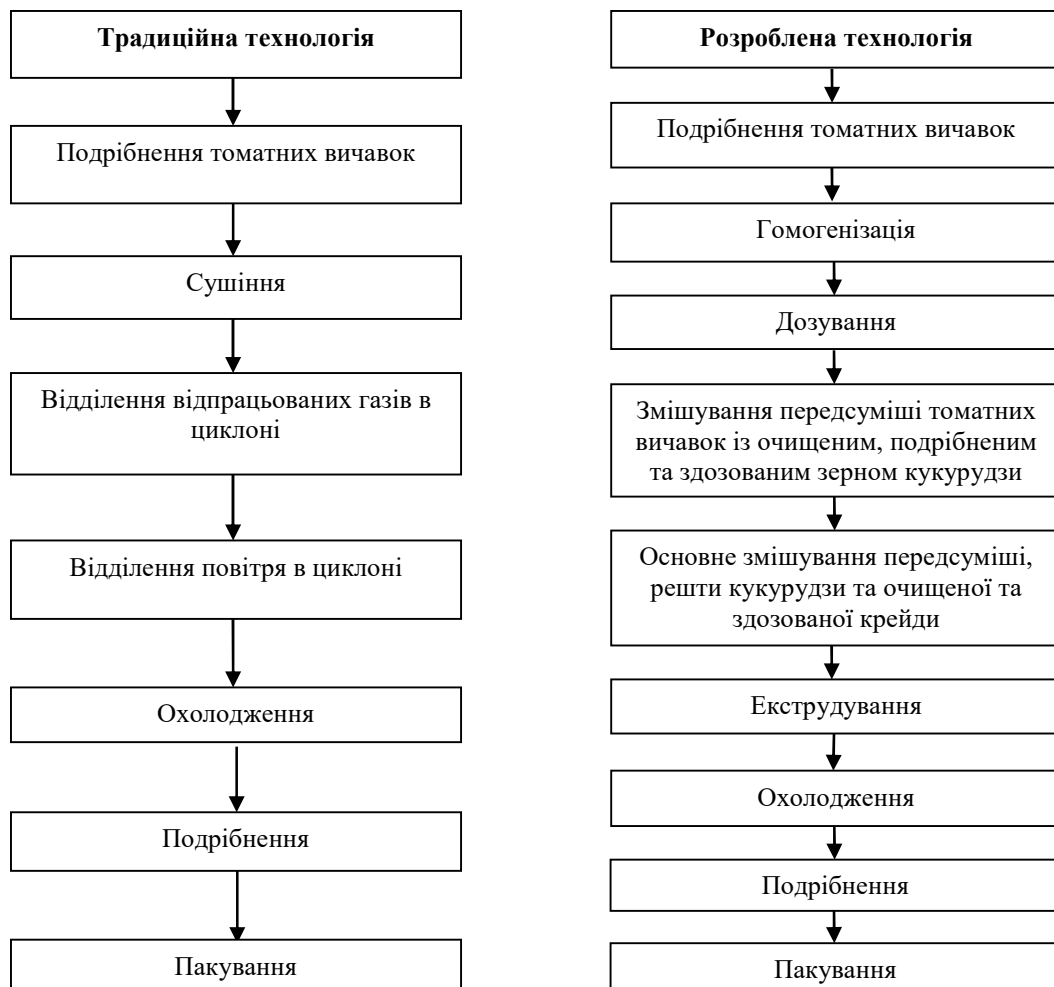 Традиційна технологія
Подрібнення томатних вичавок
Сушіння
Відділення відпрацьованих газів в
циклоні
Відділення повітря в циклоні
Охолодження
Подрібнення
Пакування
Розроблена технологія
Подрібнення томатних вичавок
Гомогенізація
Дозування
Змішування передсуміші томатних
вичавок із очищеним, подрібненим
та здозованим зерном кукурудзи
Основне змішування передсуміші,
решти кукурудзи та очищеної та
здозованої крейди
Екструдування
Охолодження
Подрібнення
Пакування